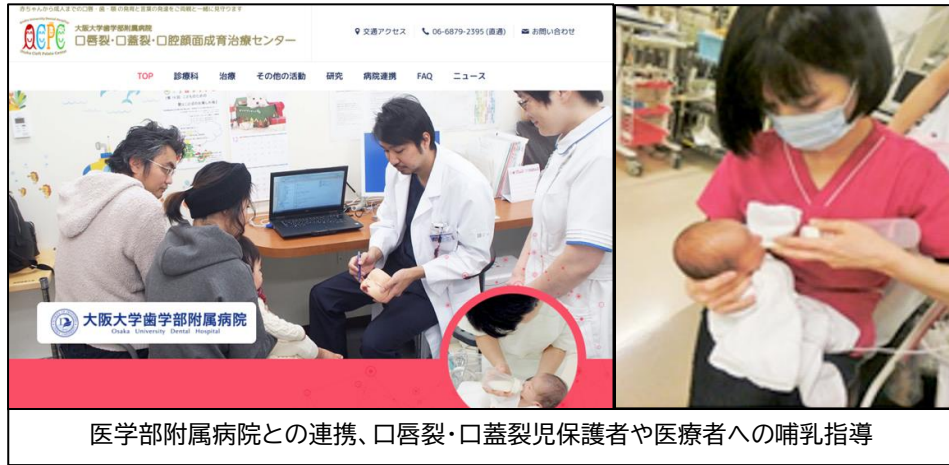 赤ちゃんから成人までの口唇・歯・顎の発育と言葉の発達をご両親と一緒に見守ります
大阪大学歯学部附属病院
口唇裂・口蓋裂・口腔顔面成育治療センター
交通アクセス
06-6879-2395 (直通)
お問い合わせ
TOP 診療科 治療 その他の活動 研究 病院連携 FAQ ニュース
大阪大学歯学部附属病院
Osaka University Dental Hospital
医学部附属病院との連携、口唇裂・口蓋裂児保護者や医療者への哺乳指導